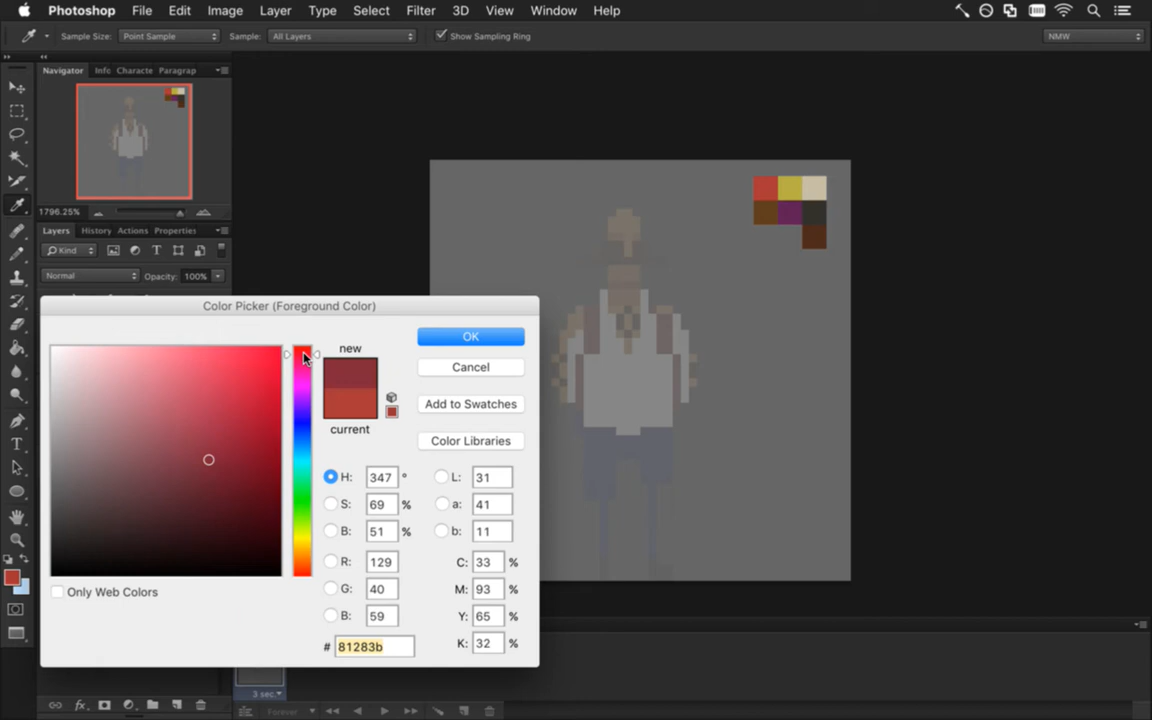 Photoshop File Edit Image Layer Type Select Filter 3D View Window Help
Sample Size: Point Sample Sample: All Layers Show Sampling Ring NMW
Navigator Info Characte Paragrap
1796.25%
Layers History Actions Properties
Kind T
Normal Opacity: 100%
Color Picker (Foreground Color)
new
current
OK
Cancel
Add to Swatches
Color Libraries
H: 347 ° L: 31
S: 69 % a: 41
B: 51 % b: 11
R: 129 C: 33 %
G: 40 M: 93 %
B: 59 Y: 65 %
# 81283b K: 32 %
Only Web Colors
T
fx
3 sec.
Forever